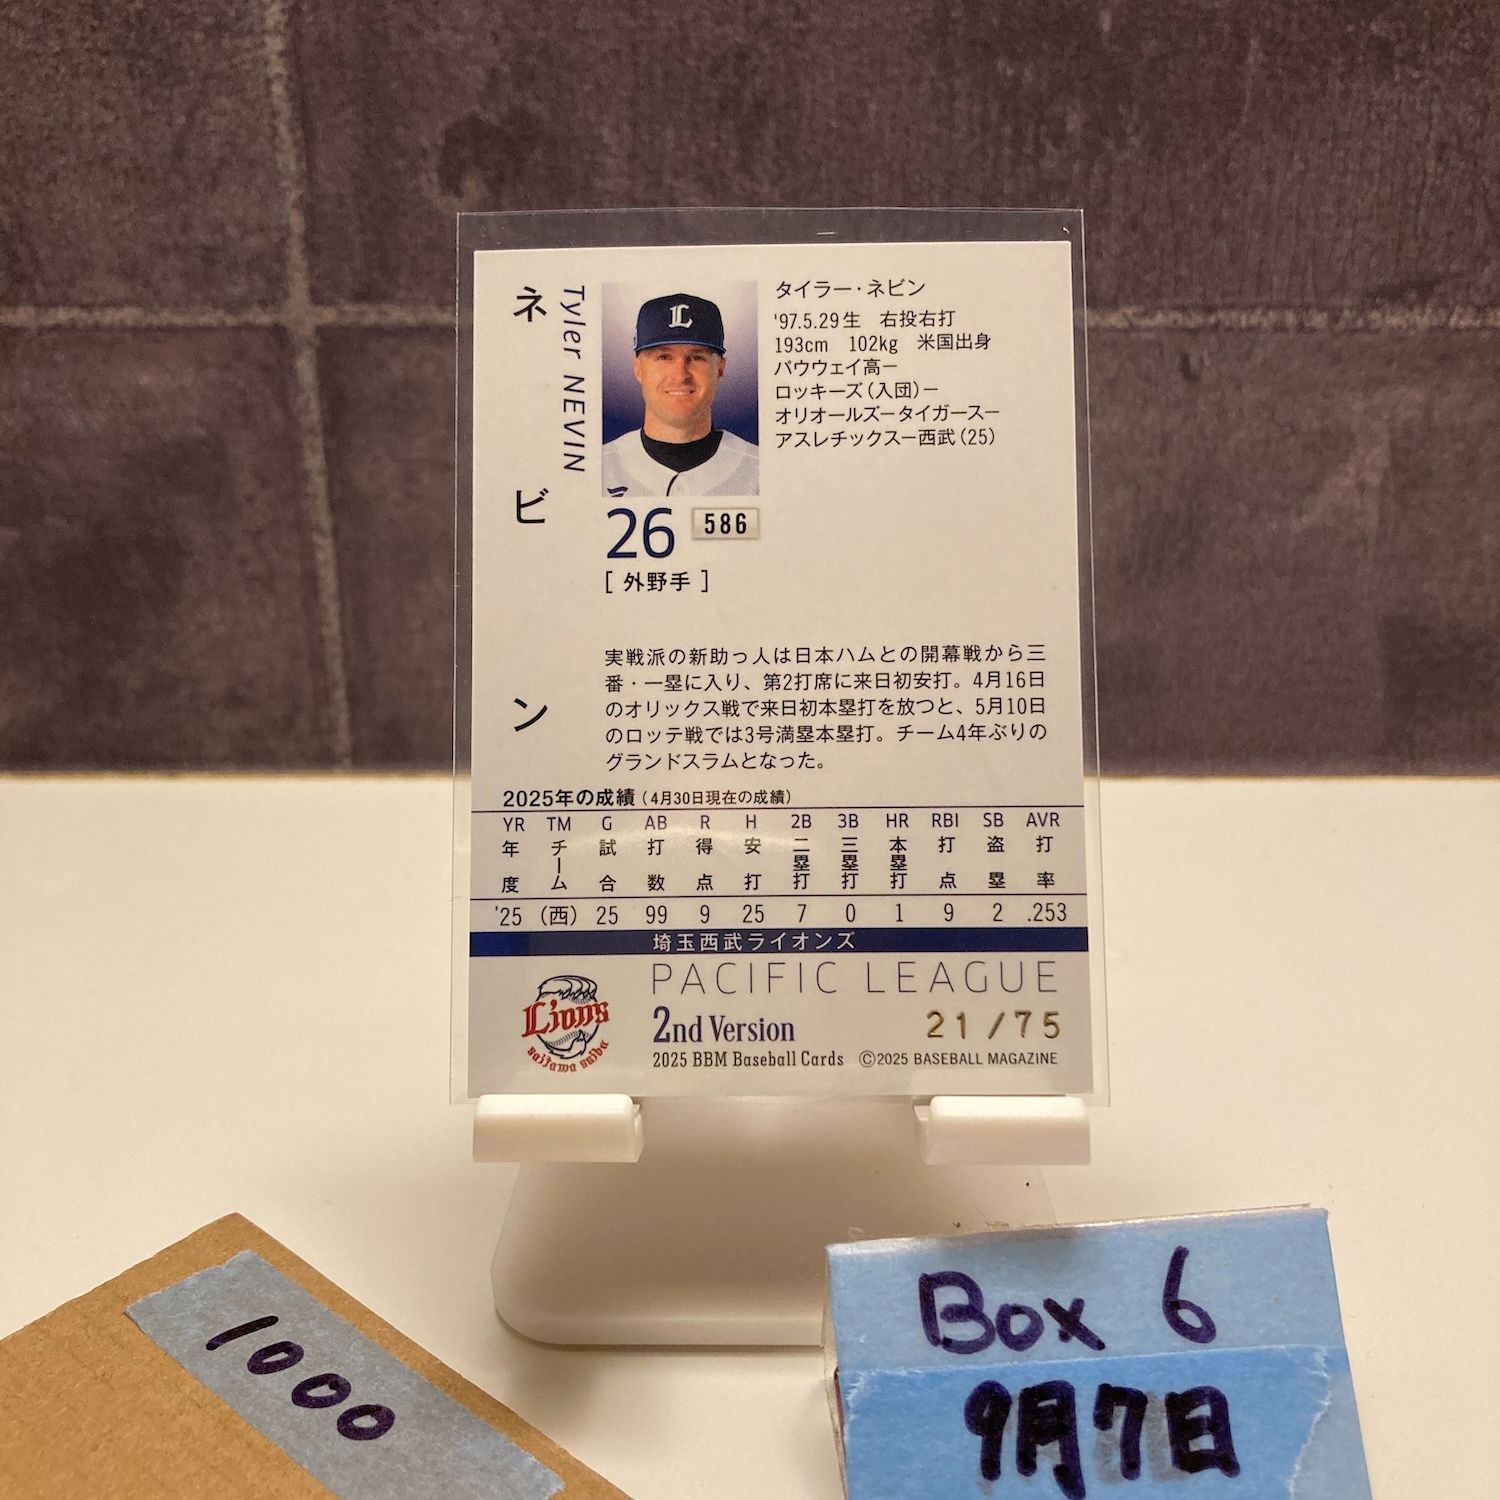 ネビン
Tyler NEVIN
タイラー・ネビン
'97.5.29生 右投右打
193cm 102kg 米国出身
パウウェイ高ー
ロッキーズ(入団)ー
オリオールズータイガースー
アスレチックスー西武(25)
L
26
586
[ 外野手 ]
実戦派の新助っ人は日本ハムとの開幕戦から三
番・一塁に入り、第2打席に来日初安打。4月16日
のオリックス戦で来日初本塁打を放つと、5月10日
のロッテ戦では3号満塁本塁打。チーム4年ぶりの
グランドスラムとなった。
2025年の成績(4月30日現在の成績)
YR TM G AB R H 2B 3B HR RBI SB AVR
年度 チーム 試合 打数 得点 安打 二塁打 三塁打 本塁打 打点 盗塁 打率
'25 (西) 25 99 9 25 7 0 1 9 2 .253
埼玉西武ライオンズ
PACIFIC LEAGUE
Lions
saitama seibu
2nd Version
21/75
2025 BBM Baseball Cards ©2025 BASEBALL MAGAZINE
1000
Box 6
9月7日